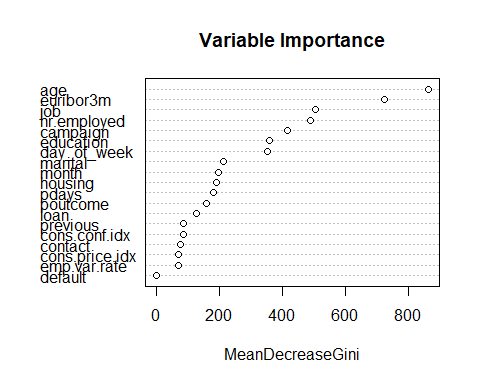 Variable Importance
age
euribor3m
job
nr.employed
campaign
education
day_of_week
marital
month
housing
pdays
poutcome
loan
previous
cons.conf.idx
contact
cons.price.idx
emp.var.rate
default
0 200 400 600 800
MeanDecreaseGini